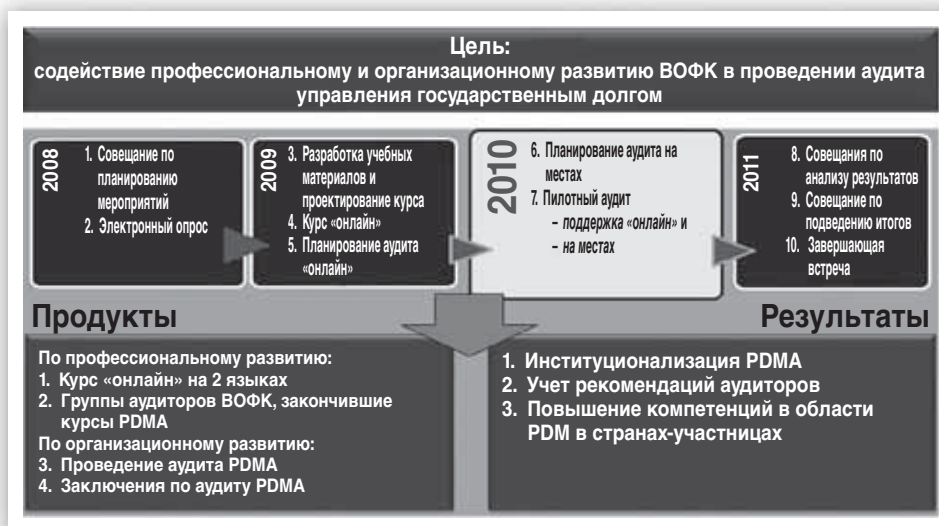 Цель:
содействие профессиональному и организационному развитию ВОФК в проведении аудита
управления государственным долгом
2008
1. Совещание по
планированию
мероприятий
2. Электронный опрос
2009
3. Разработка учебных
материалов и
проектирование курса
4. Курс «онлайн»
5. Планирование аудита
«онлайн»
2010
6. Планирование аудита на
местах
7. Пилотный аудит
– поддержка «онлайн» и
– на местах
2011
8. Совещания по
анализу результатов
9. Совещание по
подведению итогов
10. Завершающая
встреча
Продукты
По профессиональному развитию:
1. Курс «онлайн» на 2 языках
2. Группы аудиторов ВОФК, закончившие
курсы PDMA
По организационному развитию:
3. Проведение аудита PDMA
4. Заключения по аудиту PDMA
Результаты
1. Институционализация PDMA
2. Учет рекомендаций аудиторов
3. Повышение компетенций в области
PDM в странах-участницах